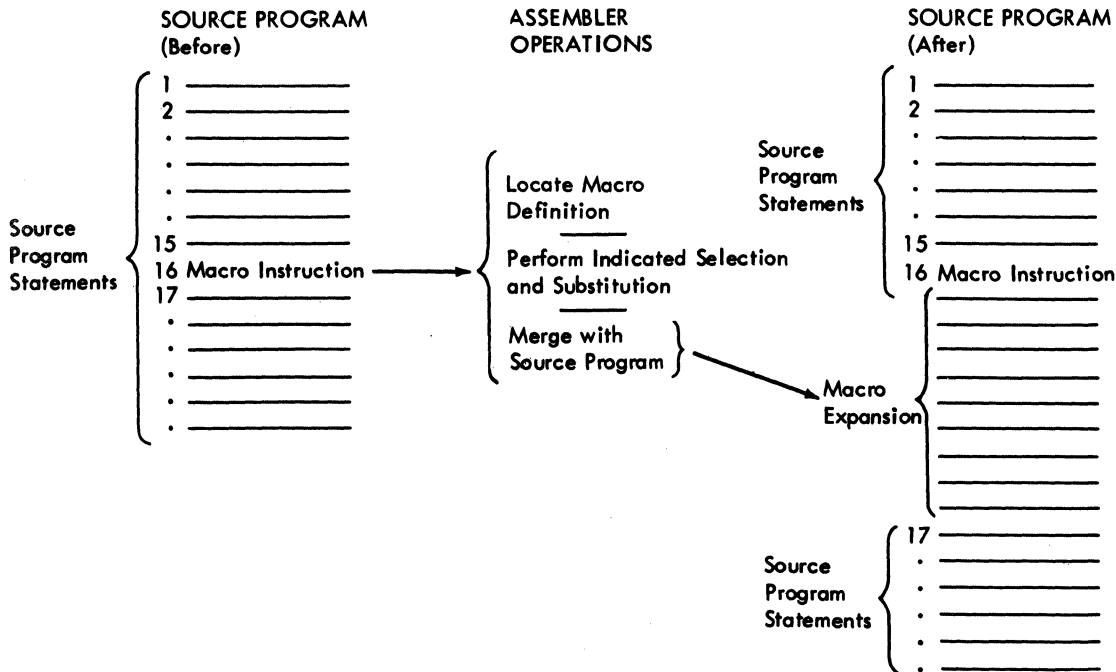 SOURCE PROGRAM
(Before)
1
2
.
.
.
.
15
16 Macro Instruction
17
.
.
.
.
.
Source
Program
Statements
ASSEMBLER
OPERATIONS
Locate Macro
Definition
Perform Indicated Selection
and Substitution
Merge with
Source Program
SOURCE PROGRAM
(After)
Source
Program
Statements
1
2
.
.
.
.
15
16 Macro Instruction
Macro
Expansion
Source
Program
Statements
17
.
.
.
.
.